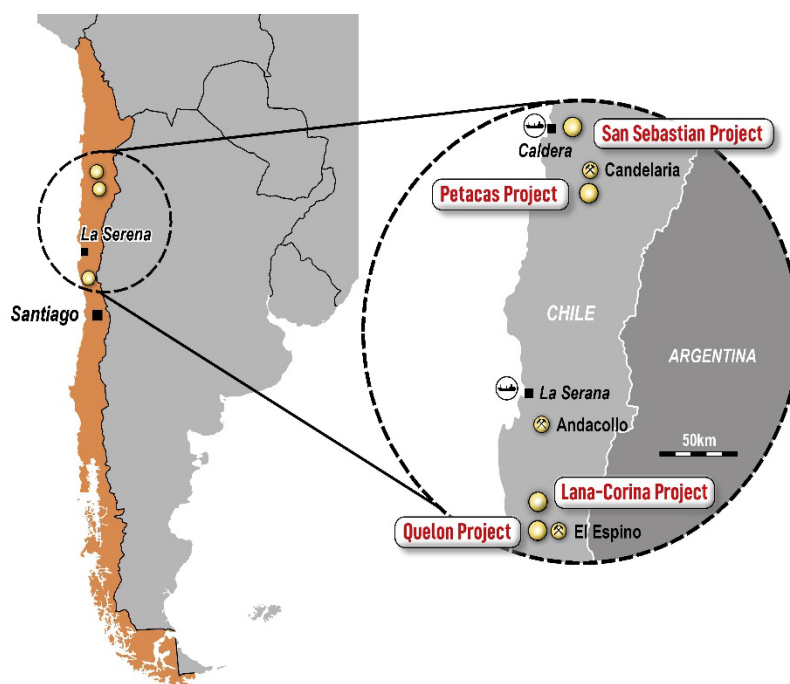 La Serena
Santiago
Caldera
San Sebastian Project
Candelaria
Petacas Project
CHILE
ARGENTINA
La Serana
Andacollo
50km
Lana-Corina Project
Quelon Project
El Espino